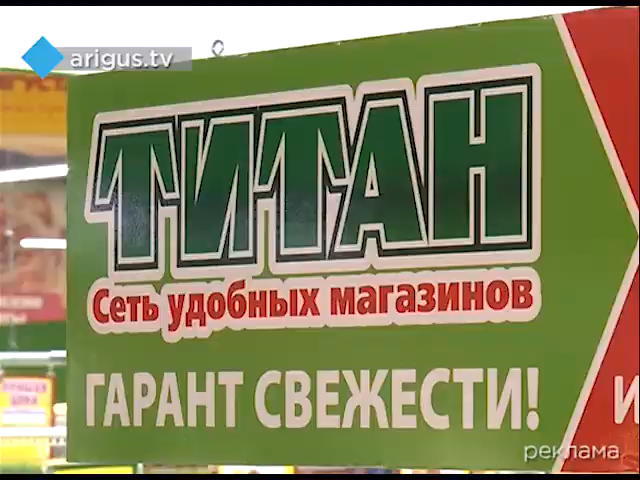 arigus.tv
ТИТАН
Сеть удобных магазинов
ГАРАНТ СВЕЖЕСТИ!
И
реклама